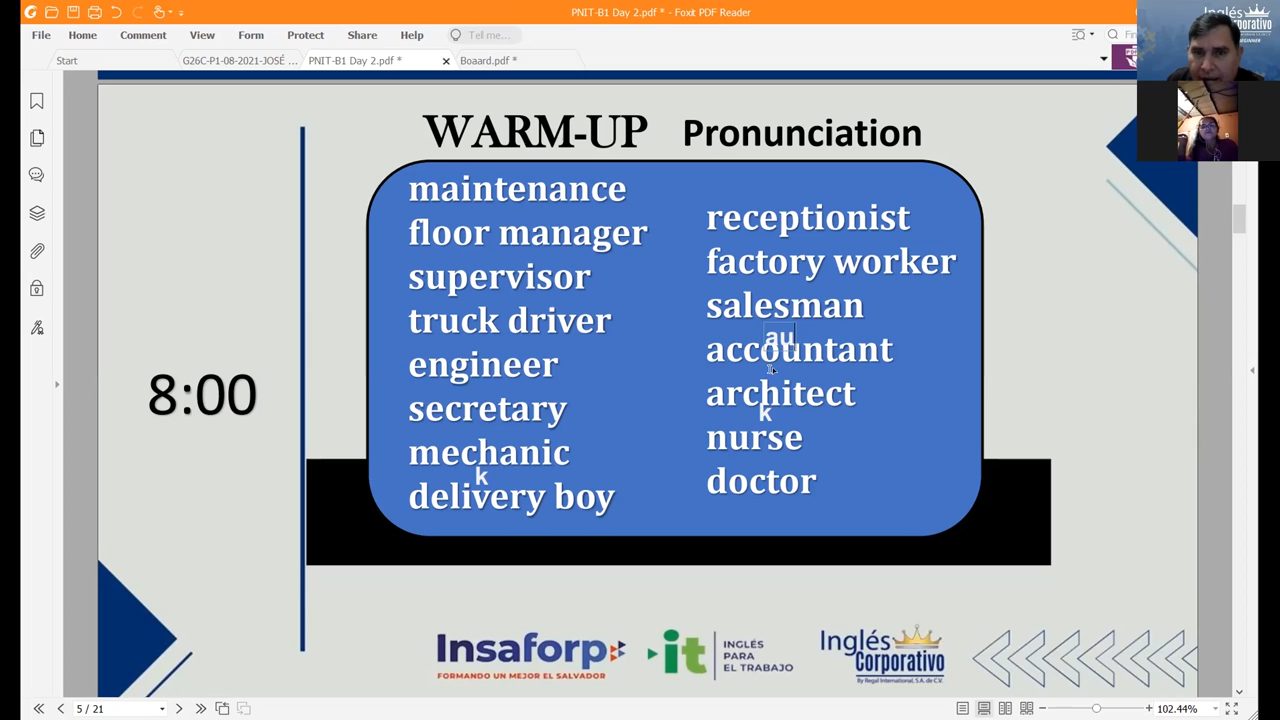 PNIT-B1 Day 2.pdf * - Foxit PDF Reader
File Home Comment View Form Protect Share Help Tell me...
Start G26C-P1-08-2021-JOSÉ ... PNIT-B1 Day 2.pdf * Boaard.pdf *
Inglés
Corporativo
WARM-UP Pronunciation
maintenance
floor manager
supervisor
truck driver
engineer
secretary
mechanic
k
delivery boy
receptionist
factory worker
salesman
au
accountant
architect
k
nurse
doctor
8:00
Insaforp
FORMANDO UN MEJOR EL SALVADOR
it
INGLÉS
PARA
EL TRABAJO
Inglés
Corporativo
By Regal International, S.A. de C.V.
5 / 21
102.44%